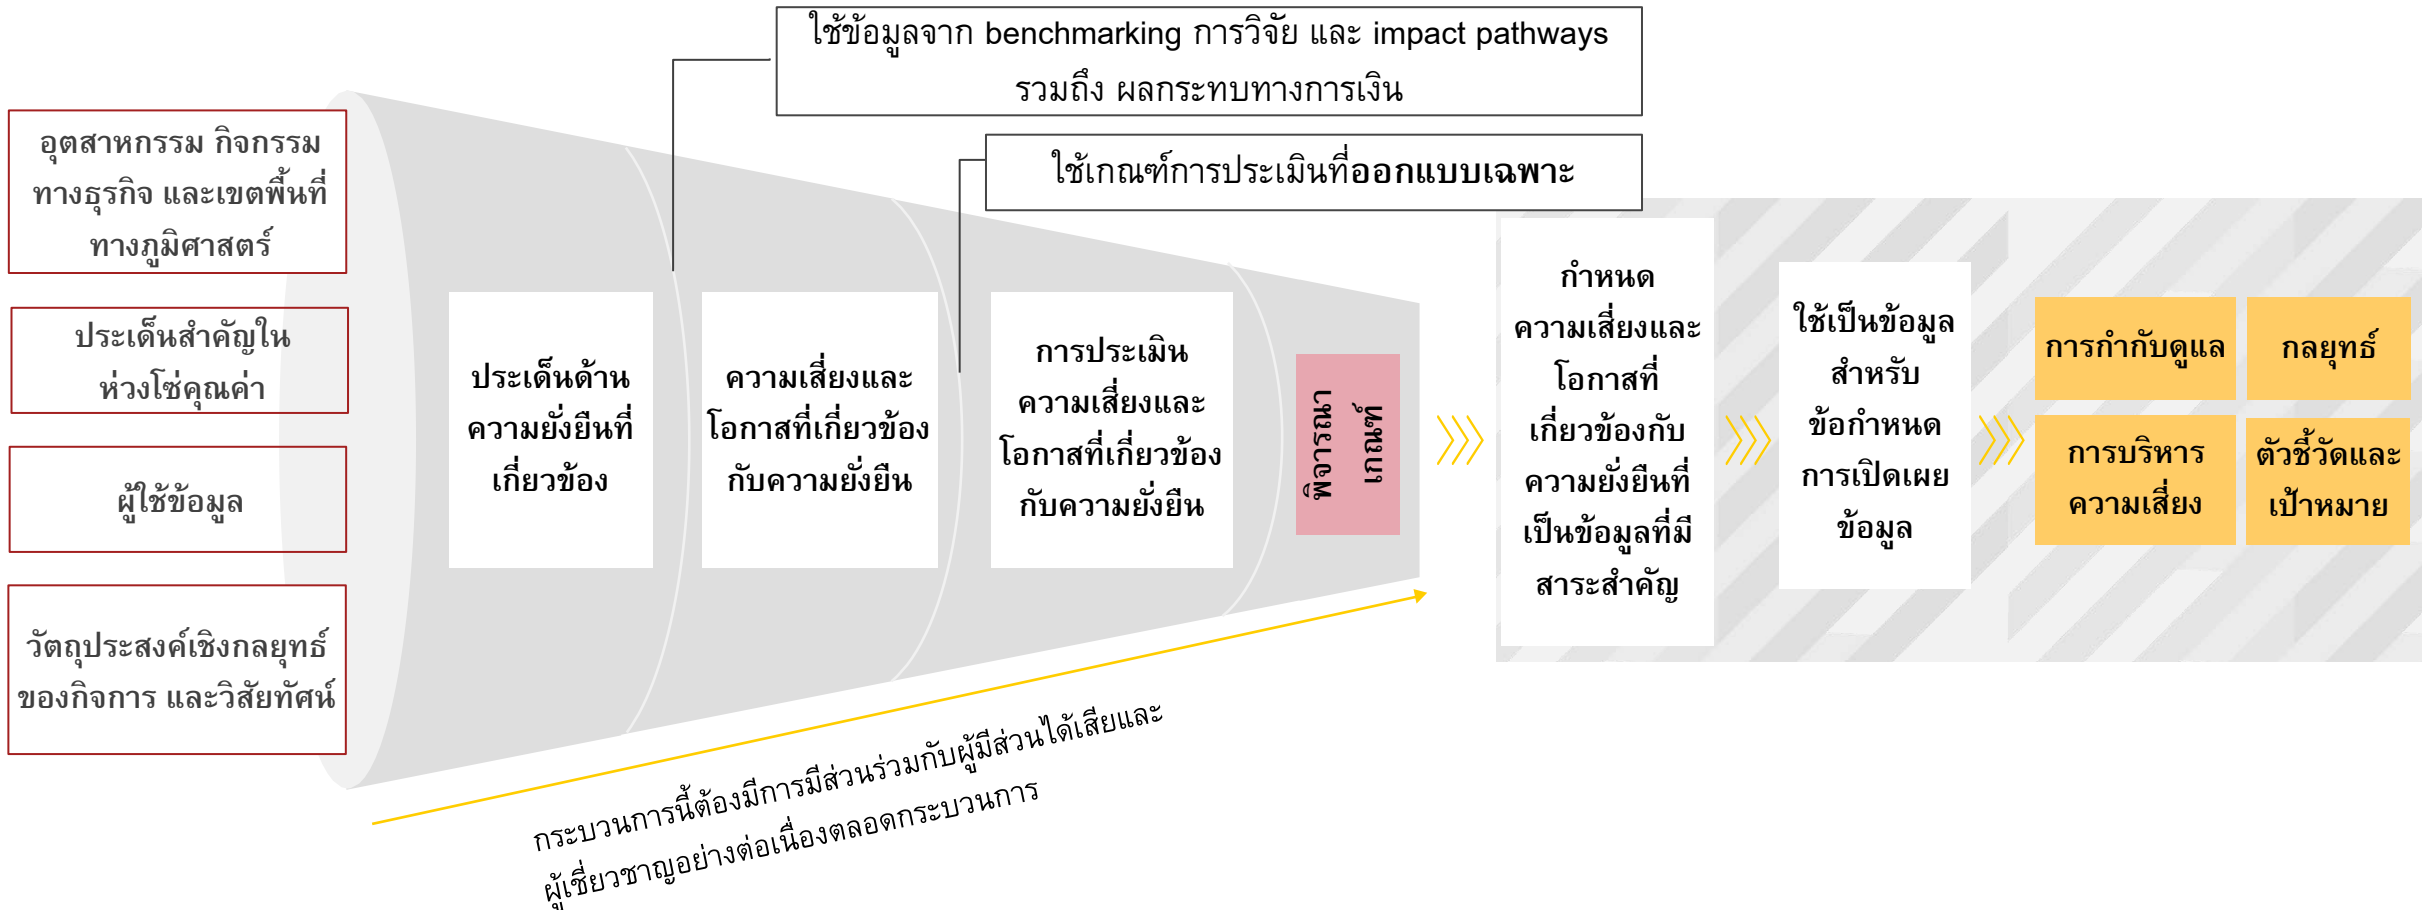 ใช้ข้อมูลจาก benchmarking การวิจัย และ impact pathways
รวมถึง ผลกระทบทางการเงิน
ใช้เกณฑ์การประเมินที่ออกแบบเฉพาะ
อุตสาหกรรม กิจกรรม
ทางธุรกิจ และเขตพื้นที่
ทางภูมิศาสตร์
ประเด็นสำคัญใน
ห่วงโซ่คุณค่า
ผู้ใช้ข้อมูล
วัตถุประสงค์เชิงกลยุทธ์
ของกิจการ และวิสัยทัศน์
ประเด็นด้าน
ความยั่งยืนที่
เกี่ยวข้อง
ความเสี่ยงและ
โอกาสที่เกี่ยวข้อง
กับความยั่งยืน
การประเมิน
ความเสี่ยงและ
โอกาสที่เกี่ยวข้อง
กับความยั่งยืน
พิจารณา
เกณฑ์
กำหนด
ความเสี่ยงและ
โอกาสที่
เกี่ยวข้องกับ
ความยั่งยืนที่
เป็นข้อมูลที่มี
สาระสำคัญ
ใช้เป็นข้อมูล
สำหรับ
ข้อกำหนด
การเปิดเผย
ข้อมูล
การกำกับดูแล
กลยุทธ์
การบริหาร
ความเสี่ยง
ตัวชี้วัดและ
เป้าหมาย
กระบวนการนี้ต้องมีการมีส่วนร่วมกับผู้มีส่วนได้เสียและ
ผู้เชี่ยวชาญอย่างต่อเนื่องตลอดกระบวนการ